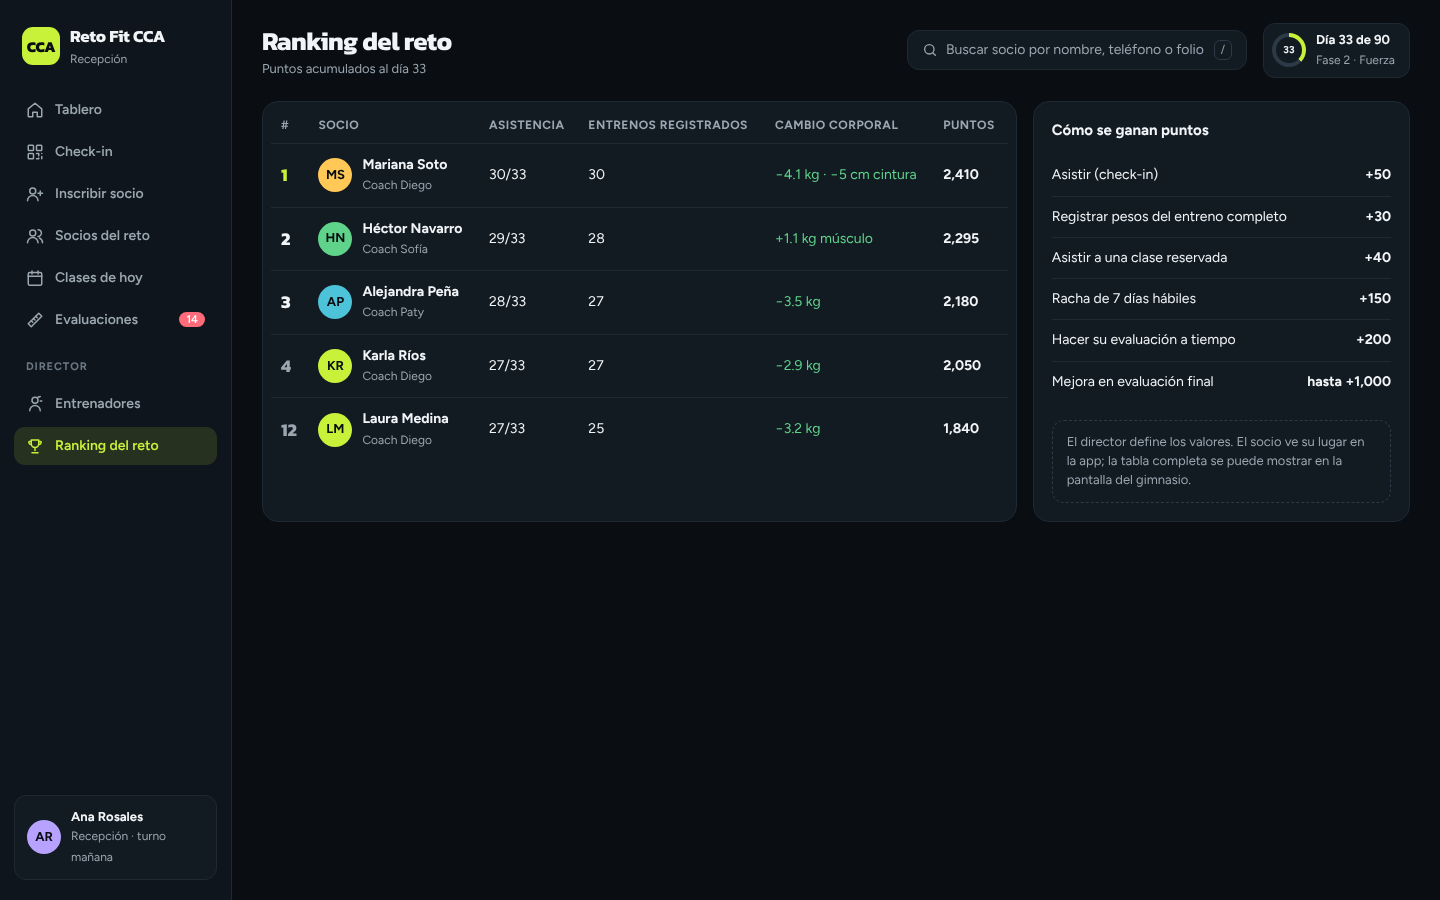 CCA
Reto Fit CCA
Recepción
Tablero
Check-in
Inscribir socio
Socios del reto
Clases de hoy
Evaluaciones 14
DIRECTOR
Entrenadores
Ranking del reto
AR
Ana Rosales
Recepción · turno
mañana
Ranking del reto
Puntos acumulados al día 33
Buscar socio por nombre, teléfono o folio /
33
Día 33 de 90
Fase 2 · Fuerza
# SOCIO ASISTENCIA ENTRENOS REGISTRADOS CAMBIO CORPORAL PUNTOS
1 MS Mariana Soto 30/33 30 −4.1 kg · −5 cm cintura 2,410
Coach Diego
2 HN Héctor Navarro 29/33 28 +1.1 kg músculo 2,295
Coach Sofía
3 AP Alejandra Peña 28/33 27 −3.5 kg 2,180
Coach Paty
4 KR Karla Ríos 27/33 27 −2.9 kg 2,050
Coach Diego
12 LM Laura Medina 27/33 25 −3.2 kg 1,840
Coach Diego
Cómo se ganan puntos
Asistir (check-in) +50
Registrar pesos del entreno completo +30
Asistir a una clase reservada +40
Racha de 7 días hábiles +150
Hacer su evaluación a tiempo +200
Mejora en evaluación final hasta +1,000
El director define los valores. El socio ve su lugar en
la app; la tabla completa se puede mostrar en la
pantalla del gimnasio.